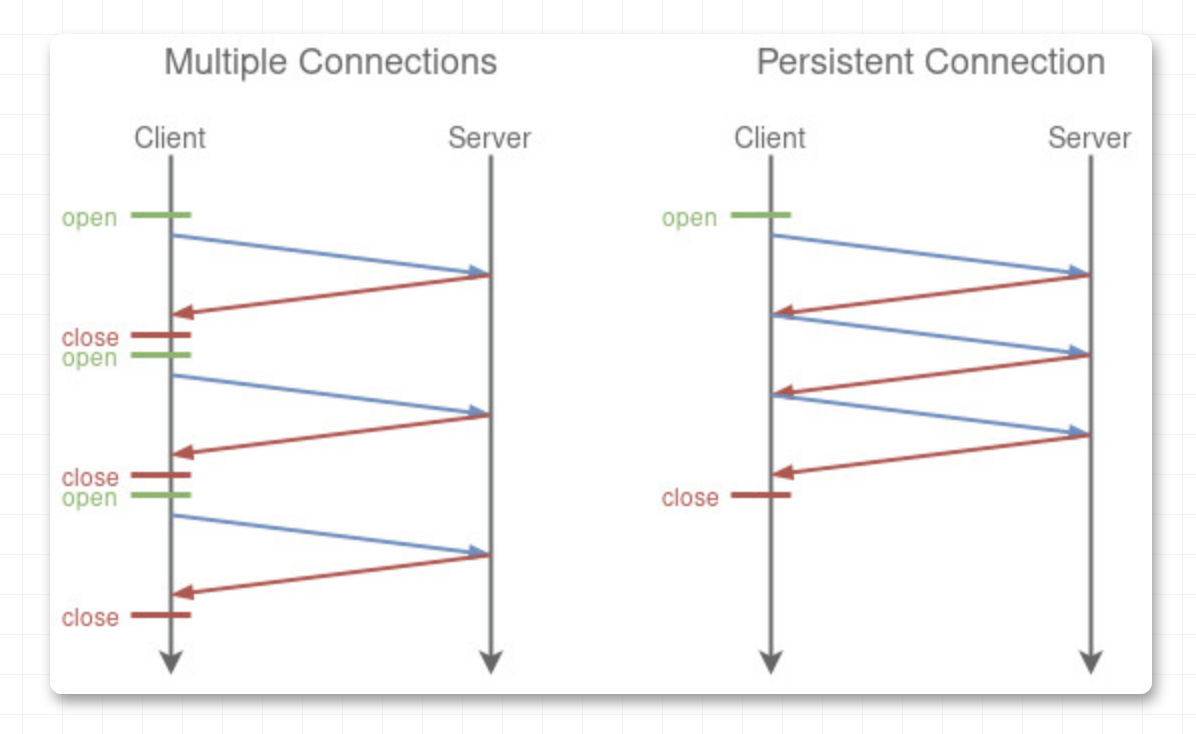 Multiple Connections
Client
Server
open
close
open
close
open
close
Persistent Connection
Client
Server
open
close